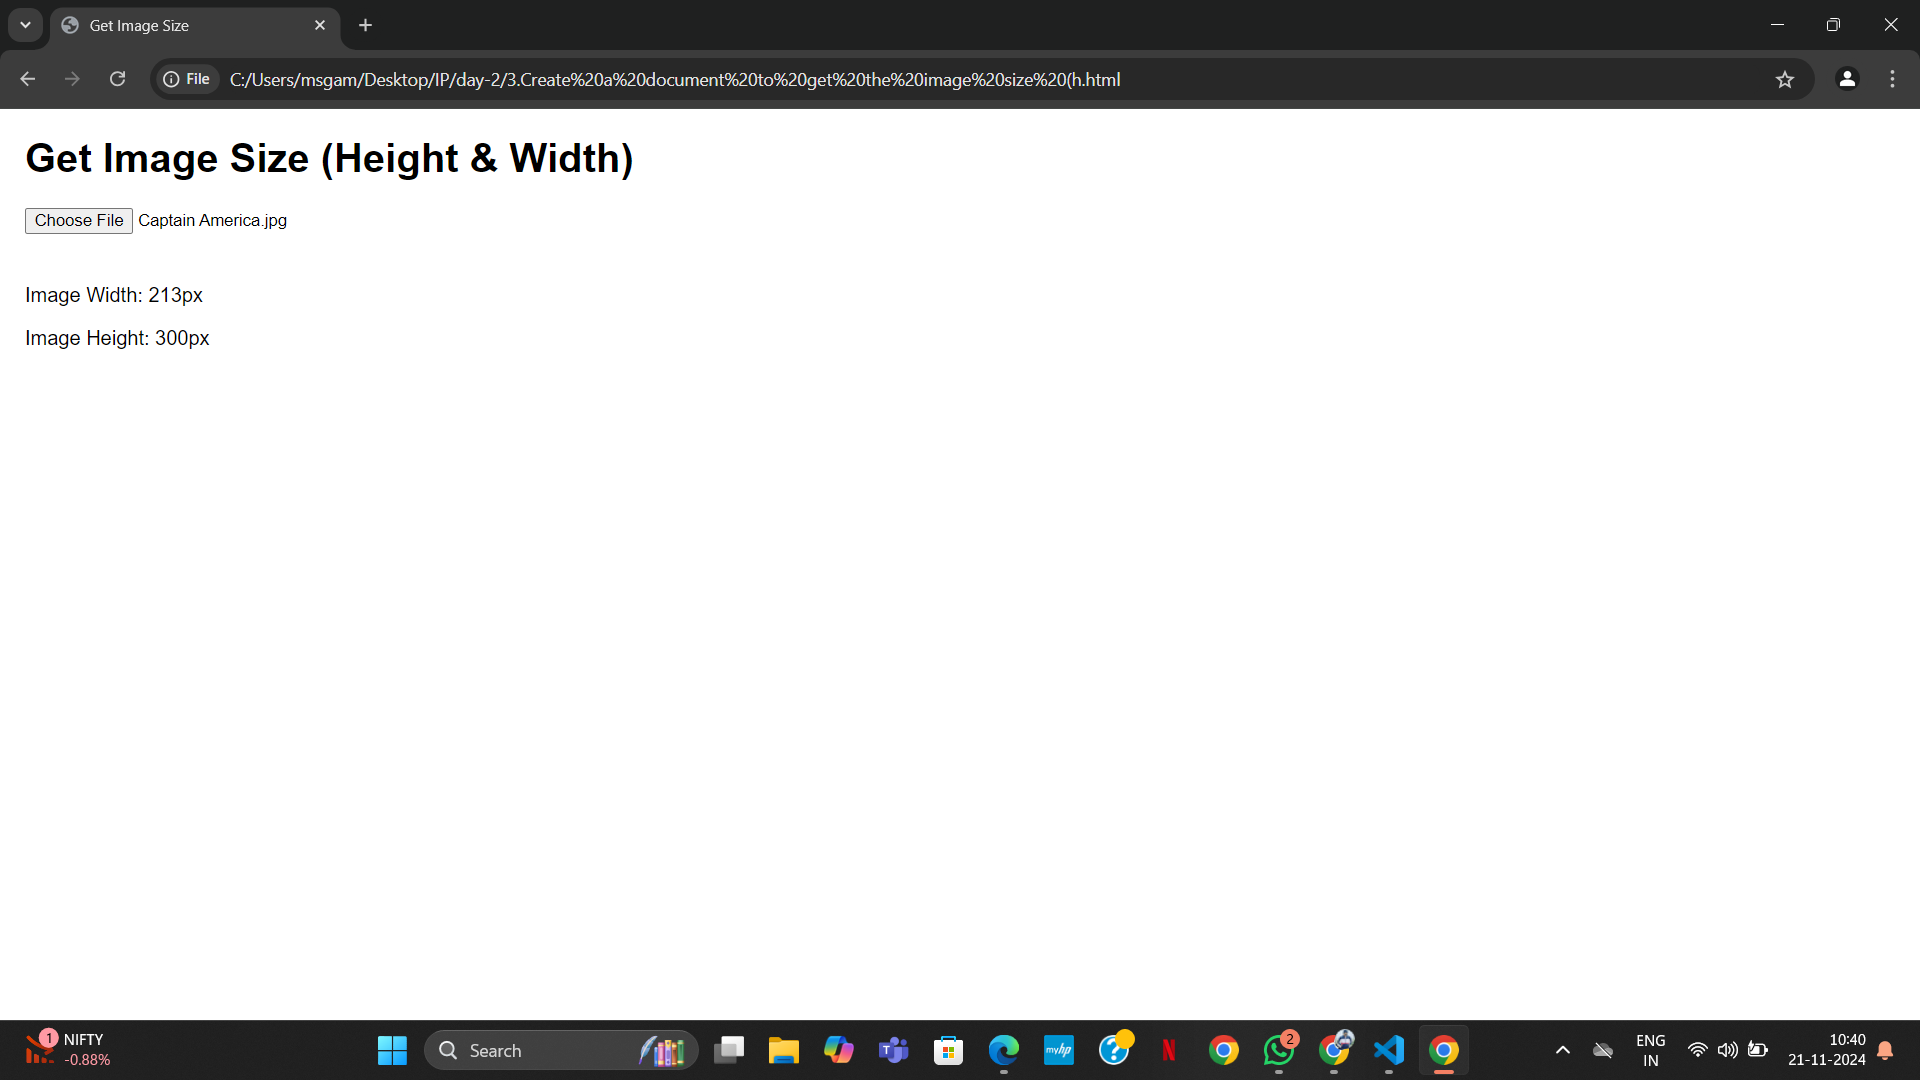 Get Image Size
File
C:/Users/msgam/Desktop/IP/day-2/3.Create%20a%20document%20to%20get%20the%20image%20size%20(h.html
Get Image Size (Height & Width)
Choose File Captain America.jpg
Image Width: 213px
Image Height: 300px
1
NIFTY
-0.88%
Search
T
myhp
?
N
2
ENG
IN
10:40
21-11-2024